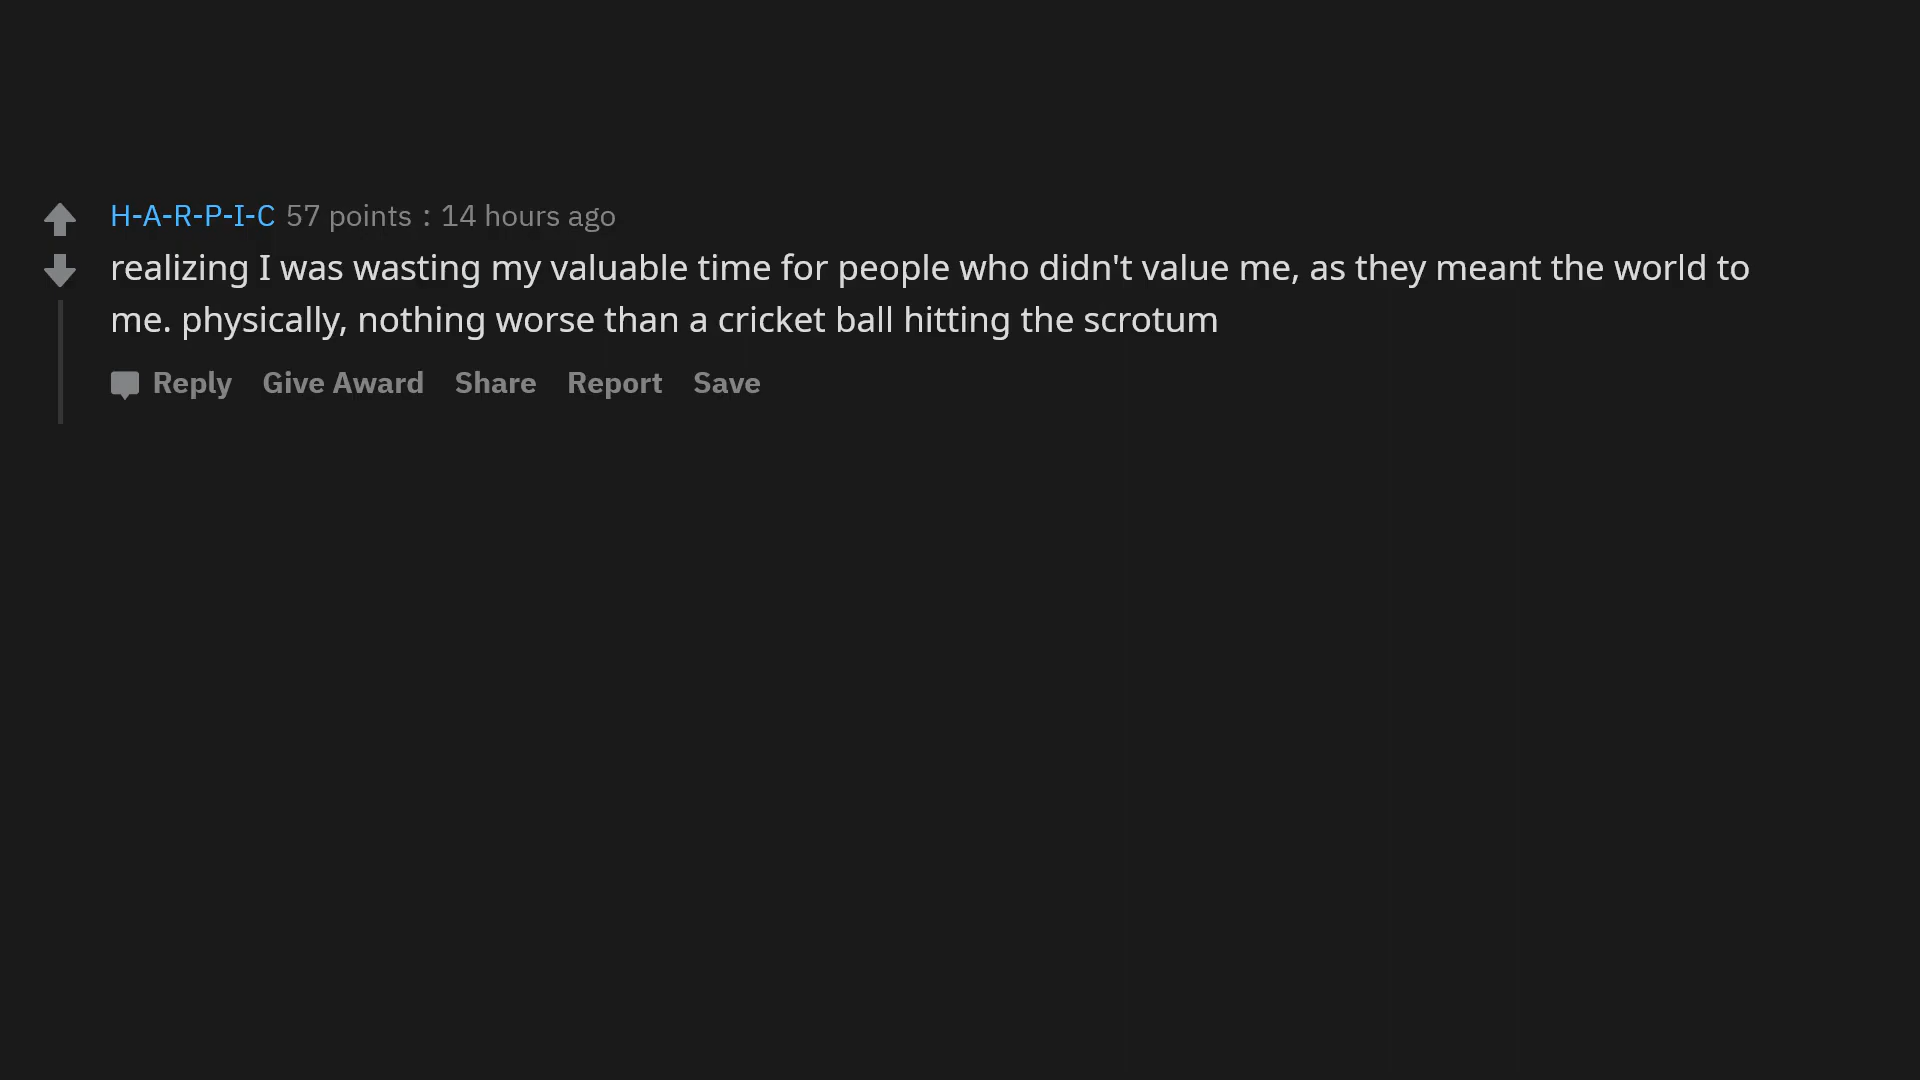 H-A-R-P-I-C 57 points : 14 hours ago
realizing I was wasting my valuable time for people who didn't value me, as they meant the world to
me. physically, nothing worse than a cricket ball hitting the scrotum
Reply Give Award Share Report Save